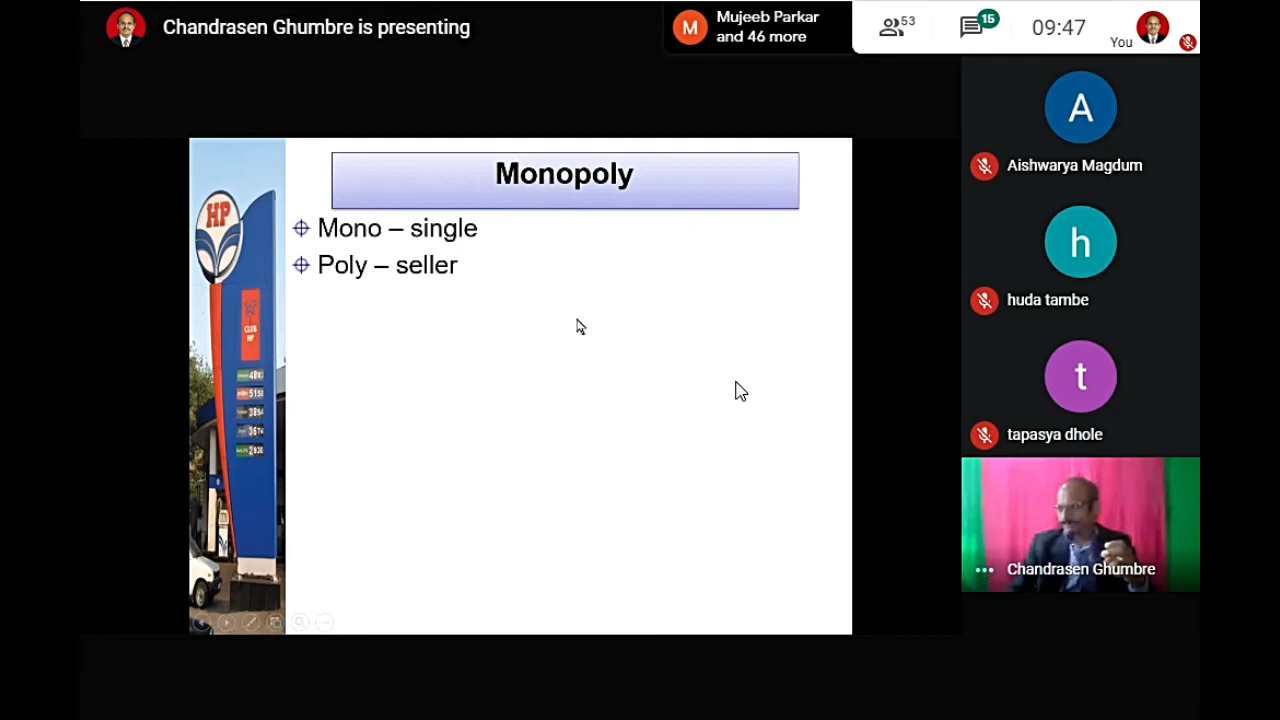 Chandrasen Ghumbre is presenting
M
Mujeeb Parkar
and 46 more
53
15
09:47
You
A
Aishwarya Magdum
h
huda tambe
t
tapasya dhole
Chandrasen Ghumbre
Monopoly
Mono – single
Poly – seller
HP
CLUB
HP